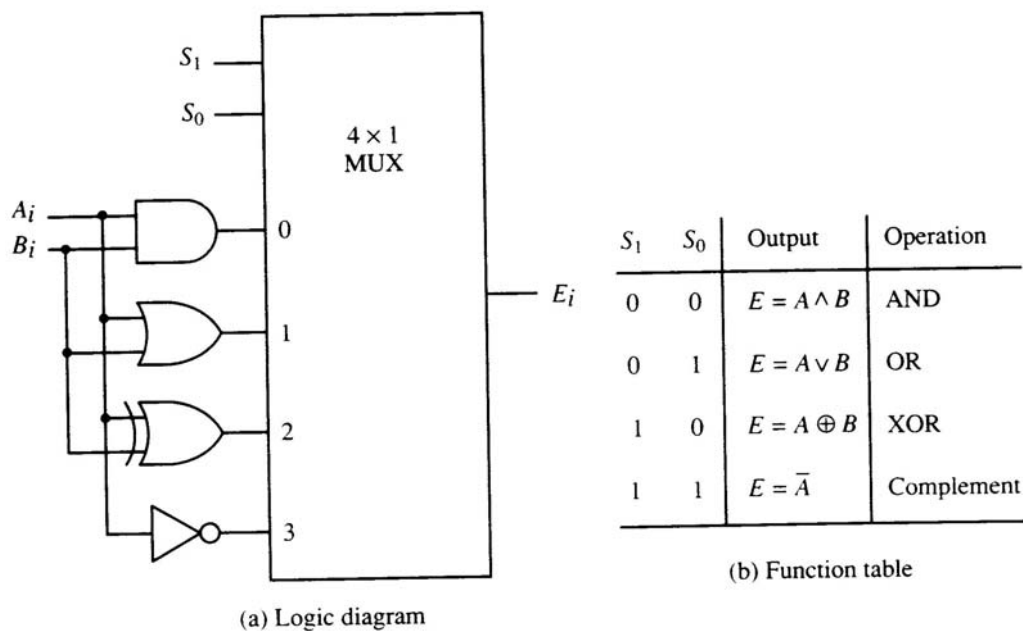 S₁
S₀
4 × 1
MUX
Aᵢ
Bᵢ
0
1
2
3
Eᵢ
(a) Logic diagram
S₁ S₀ Output Operation
0 0 E = A ∧ B AND
0 1 E = A ∨ B OR
1 0 E = A ⊕ B XOR
1 1 E = A̅ Complement
(b) Function table